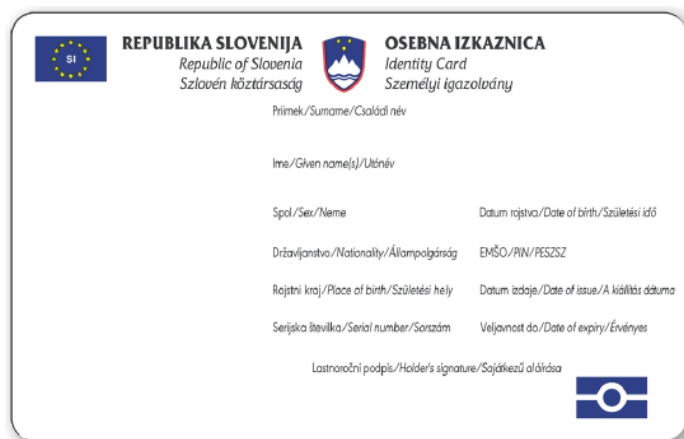 SI
REPUBLIKA SLOVENIJA
Republic of Slovenia
Szlovén köztársaság
OSEBNA IZKAZNICA
Identity Card
Személyi igazolvány
Priimek/Surname/Családi név
Ime/Given name(s)/Utónév
Spol/Sex/Neme
Datum rojstva/Date of birth/Születési idő
Državljanstvo/Nationality/Állampolgárság
EMŠO/PIN/PESZSZ
Rojstni kraj/Place of birth/Születési hely
Datum izdaje/Date of issue/A kiállítás dátuma
Serijska številka/Serial number/Sorszám
Veljavnost do/Date of expiry/Érvényes
Lastnoročni podpis/Holder's signature/Sajátkezű aláírása